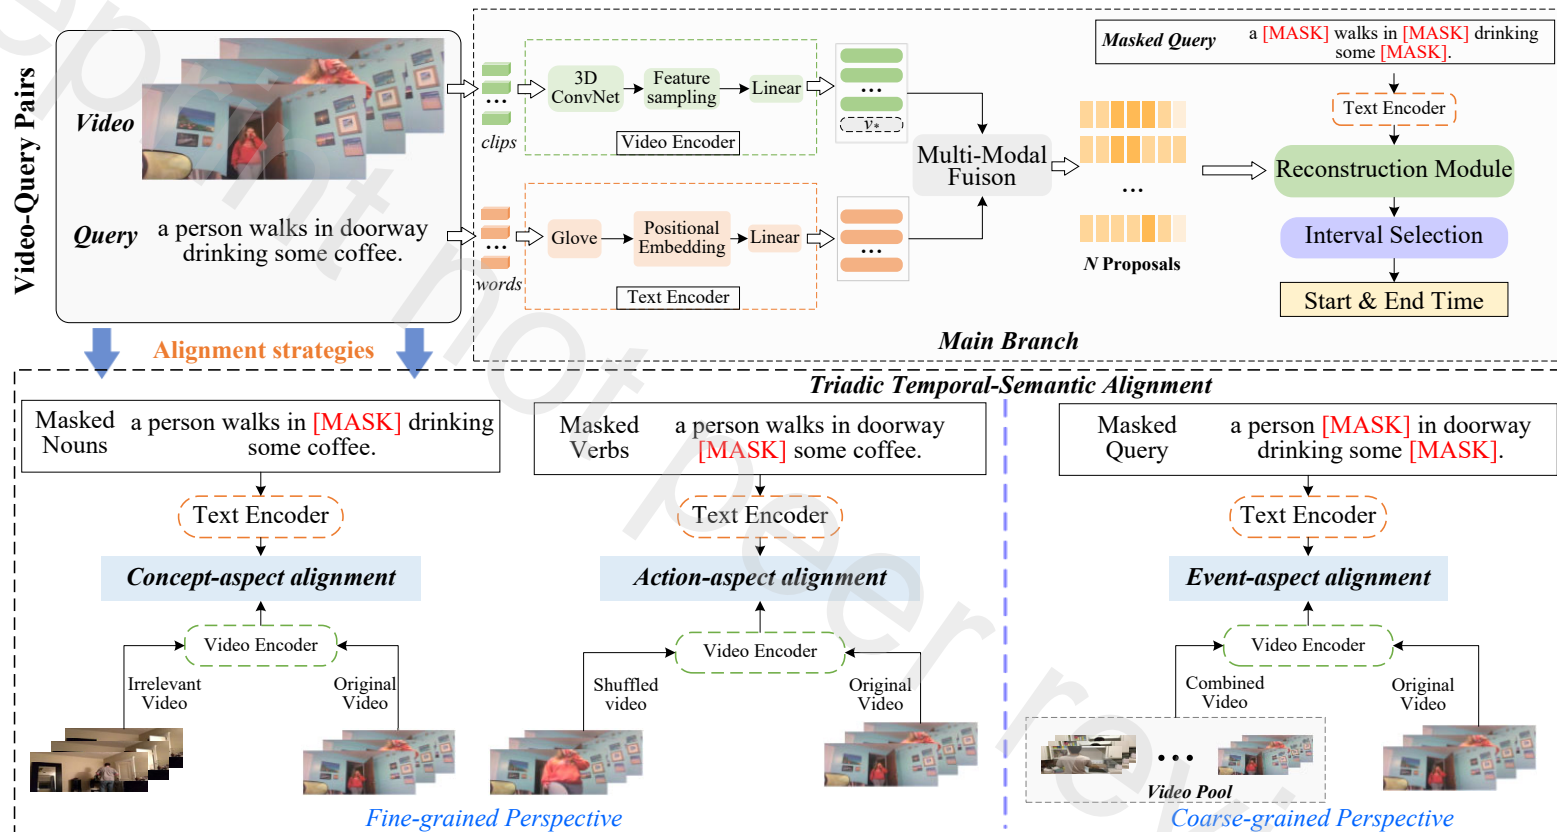 Video-Query Pairs
Video
Query
a person walks in doorway
drinking some coffee.
clips
words
3D
ConvNet
Feature
sampling
Linear
Video Encoder
Glove
Positional
Embedding
Linear
Text Encoder
v*
Multi-Modal
Fuison
...
N Proposals
Masked Query
a [MASK] walks in [MASK] drinking
some [MASK].
Text Encoder
Reconstruction Module
Interval Selection
Start & End Time
Main Branch
Alignment strategies
Triadic Temporal-Semantic Alignment
Masked
Nouns
a person walks in [MASK] drinking
some coffee.
Text Encoder
Concept-aspect alignment
Video Encoder
Irrelevant
Video
Original
Video
Masked
Verbs
a person walks in doorway
[MASK] some coffee.
Text Encoder
Action-aspect alignment
Video Encoder
Shuffled
video
Original
Video
Fine-grained Perspective
Masked
Query
a person [MASK] in doorway
drinking some [MASK].
Text Encoder
Event-aspect alignment
Video Encoder
Combined
Video
Original
Video
Video Pool
Coarse-grained Perspective
eprint not peer rev